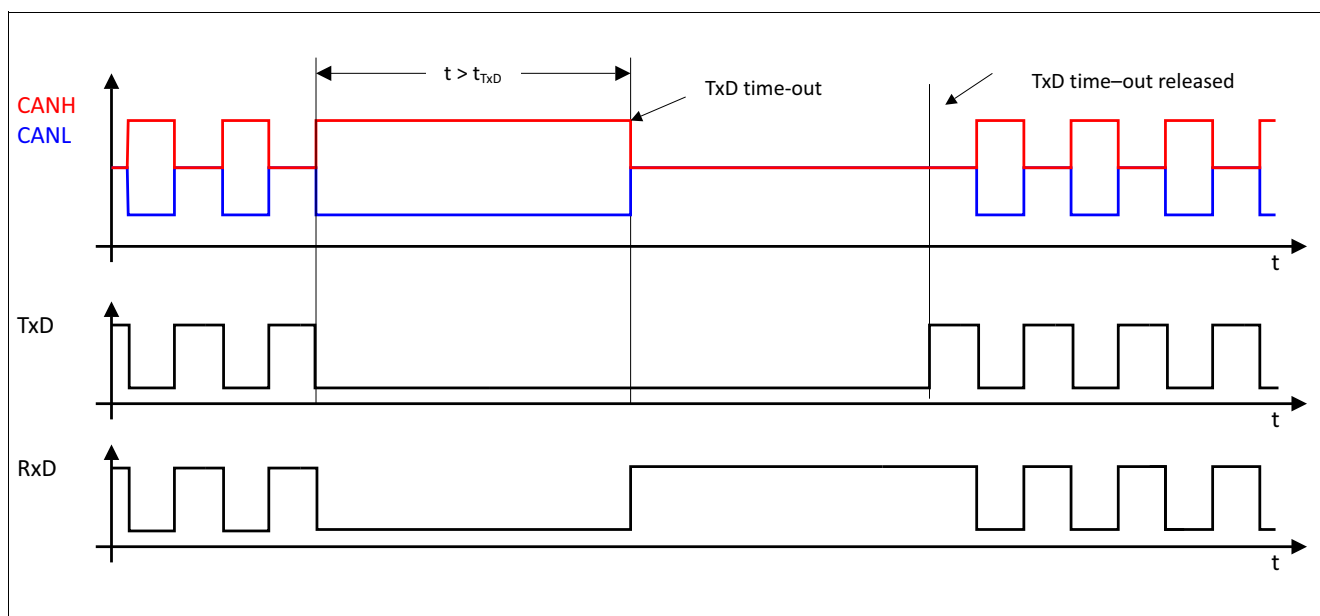 t > tTxD
TxD time-out
TxD time–out released
CANH
CANL
t
TxD
t
RxD
t